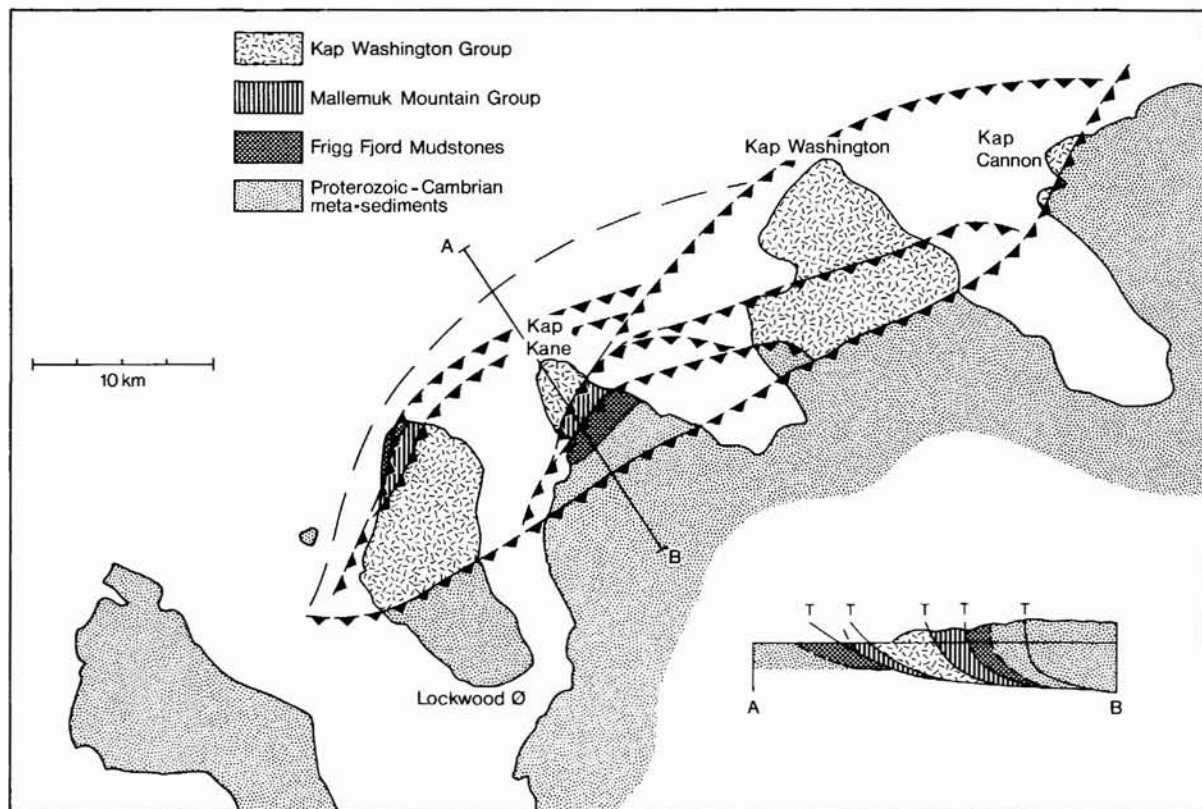 Kap Washington Group
Mallemuk Mountain Group
Frigg Fjord Mudstones
Proterozoic-Cambrian
meta-sediments
Kap Washington
Kap
Cannon
A
Kap
Kane
10 km
B
Lockwood Ø
T T T T T
A B